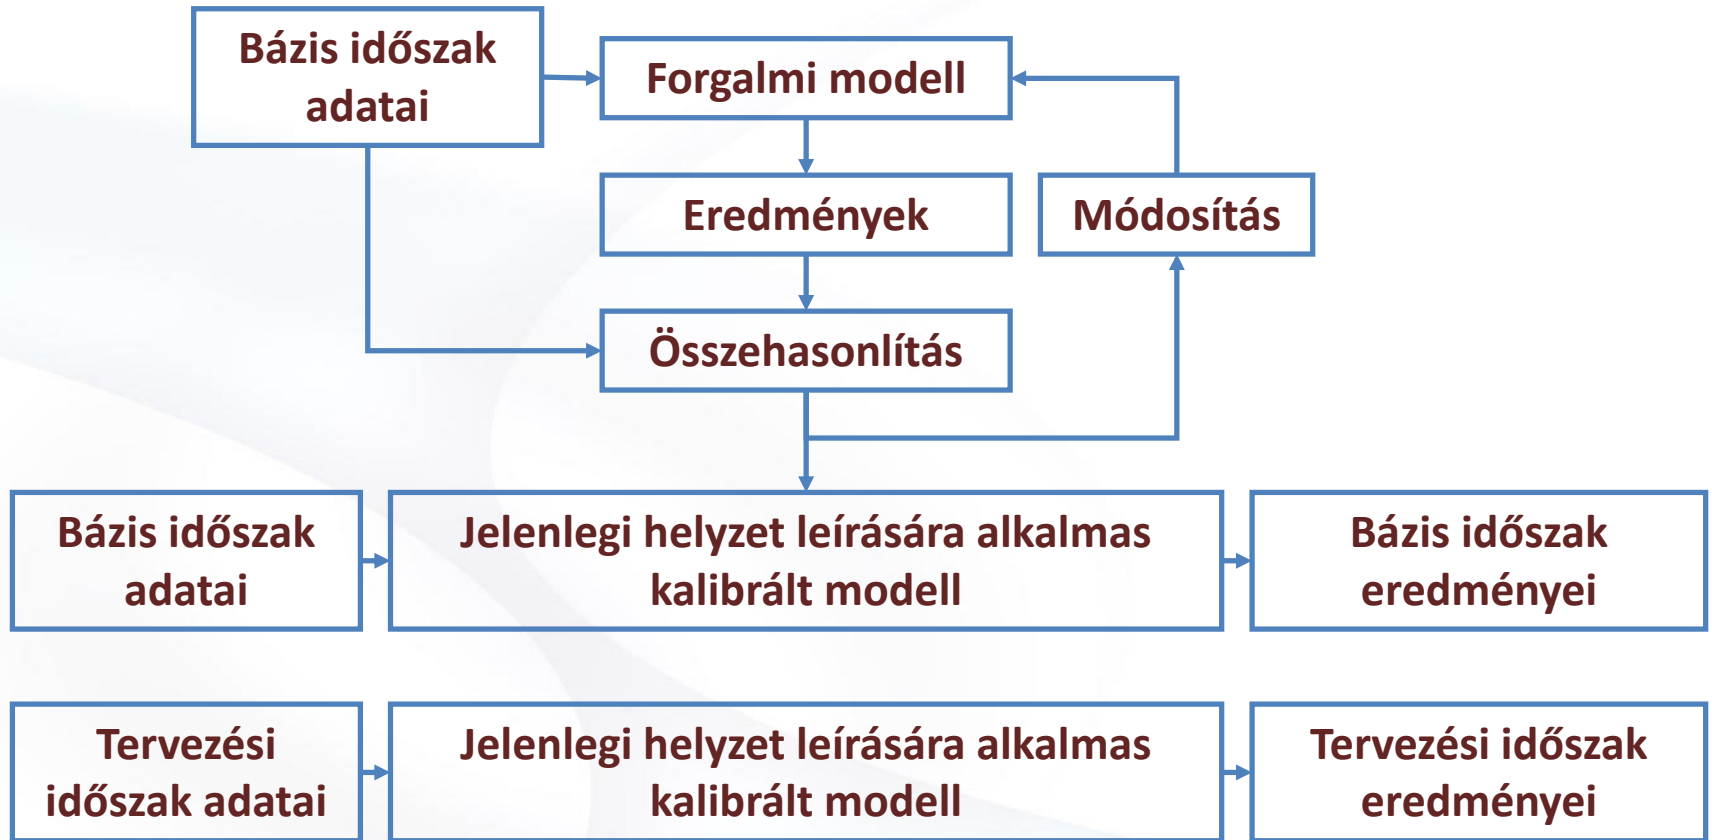 Bázis időszak
adatai
Forgalmi modell
Eredmények
Módosítás
Összehasonlítás
Bázis időszak
adatai
Jelenlegi helyzet leírására alkalmas
kalibrált modell
Bázis időszak
eredményei
Tervezési
időszak adatai
Jelenlegi helyzet leírására alkalmas
kalibrált modell
Tervezési időszak
eredményei